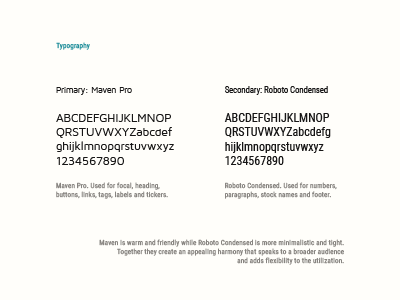 Typography
Primary: Maven Pro
ABCDEFGHIJKLMNOP
QRSTUVWXYZabcdef
ghijklmnopqrstuvwxyz
1234567890
Maven Pro. Used for focal, heading,
buttons, links, tags, labels and tickers.
Secondary: Roboto Condensed
ABCDEFGHIJKLMNOP
QRSTUVWXYZabcdefg
hijklmnopqrstuvwxyz
1234567890
Roboto Condensed. Used for numbers,
paragraphs, stock names and footer.
Maven is warm and friendly while Roboto Condensed is more minimalistic and tight.
Together they create an appealing harmony that speaks to a broader audience
and adds flexibility to the utilization.